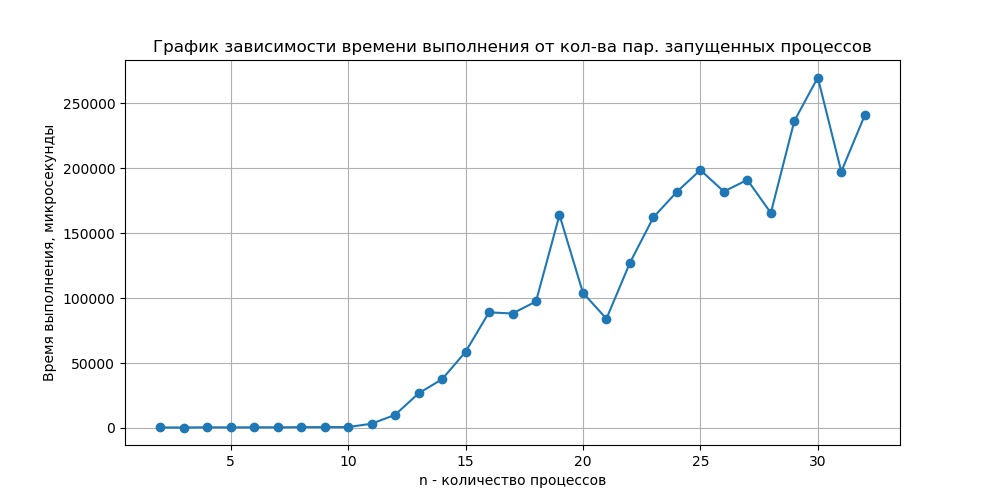 График зависимости времени выполнения от кол-ва пар. запущенных процессов
Время выполнения, микросекунды
250000
200000
150000
100000
50000
0
5 10 15 20 25 30
n - количество процессов